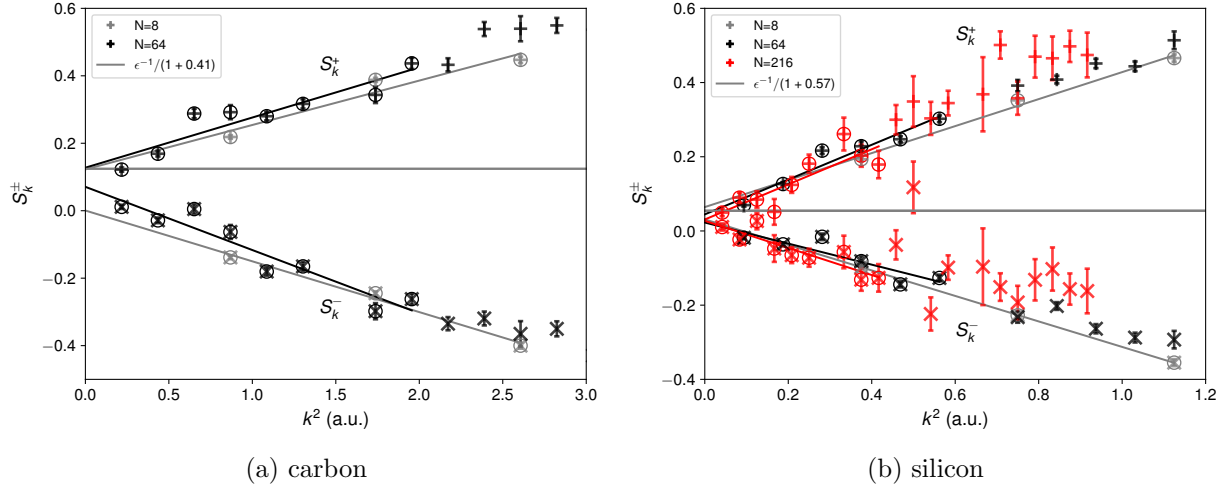 0.6
0.4
0.2
0.0
−0.2
−0.4
S_k^±
N=8
N=64
ϵ^{-1}/(1 + 0.41)
S_k^+
S_k^-
0.0 0.5 1.0 1.5 2.0 2.5 3.0
k^2 (a.u.)
(a) carbon
0.6
0.4
0.2
0.0
−0.2
−0.4
S_k^±
N=8
N=64
N=216
ϵ^{-1}/(1 + 0.57)
S_k^+
S_k^-
0.0 0.2 0.4 0.6 0.8 1.0 1.2
k^2 (a.u.)
(b) silicon